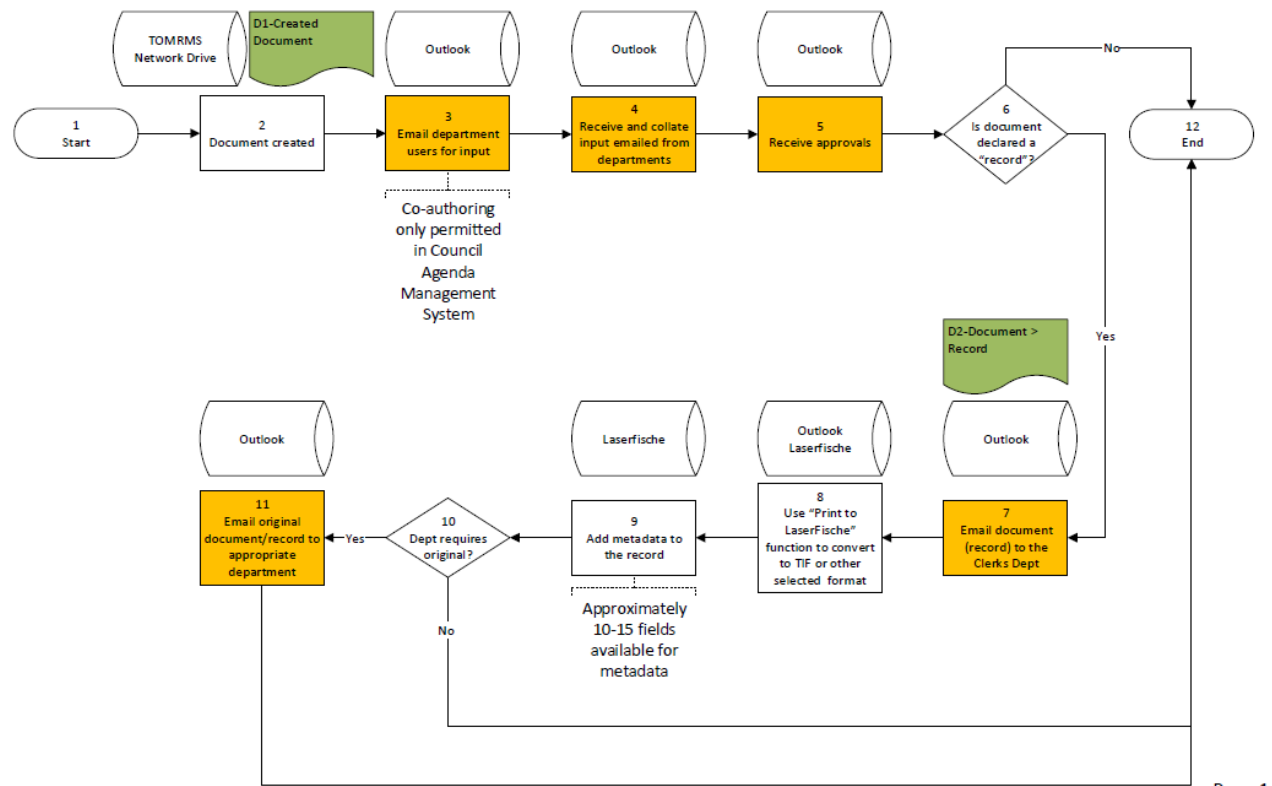 TOMRMS
Network Drive
D1-Created
Document
Outlook
Outlook
Outlook
No
1
Start
2
Document created
3
Email department
users for input
4
Receive and collate
input emailed from
departments
5
Receive approvals
6
Is document
declared a
“record”?
12
End
Co-authoring
only permitted
in Council
Agenda
Management
System
D2-Document >
Record
Yes
Outlook
Laserfische
Outlook
Laserfische
Outlook
11
Email original
document/record to
appropriate
department
Yes
10
Dept requires
original?
9
Add metadata to
the record
8
Use “Print to
LaserFische”
function to convert
to TIF or other
selected format
7
Email document
(record) to the
Clerks Dept
No
Approximately
10-15 fields
available for
metadata